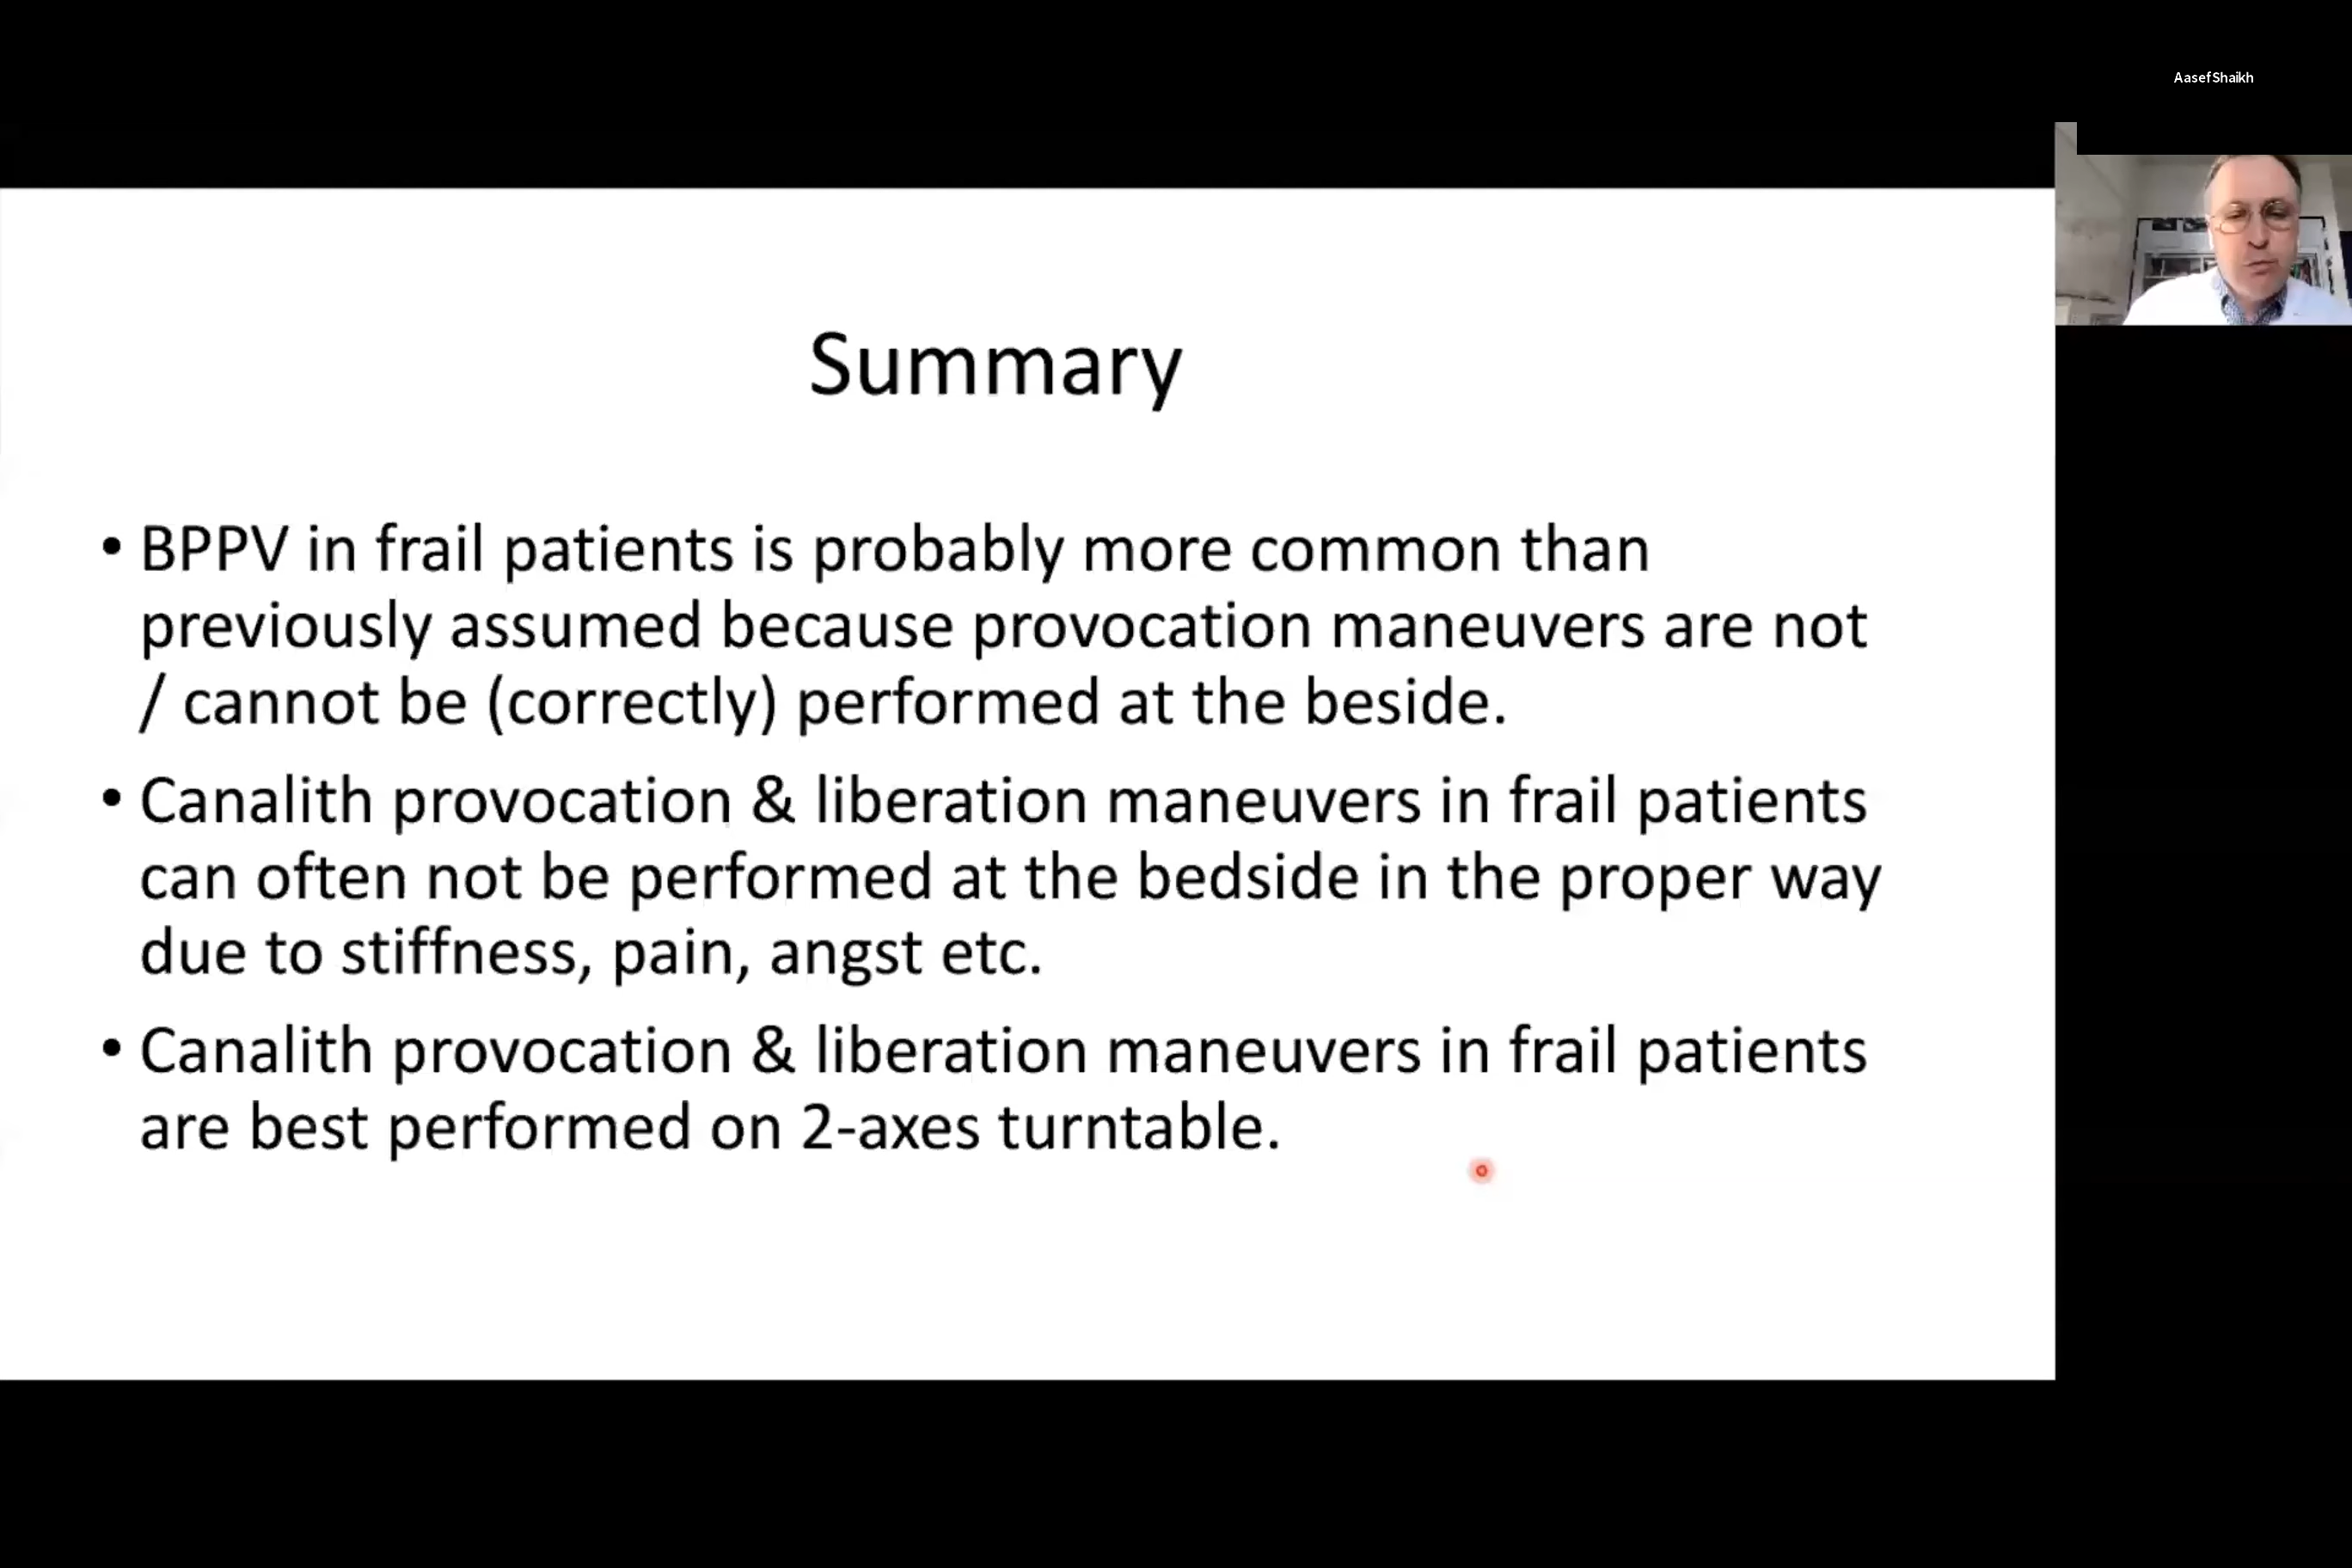 AasefShaikh
Summary
• BPPV in frail patients is probably more common than
previously assumed because provocation maneuvers are not
/ cannot be (correctly) performed at the beside.
• Canalith provocation & liberation maneuvers in frail patients
can often not be performed at the bedside in the proper way
due to stiffness, pain, angst etc.
• Canalith provocation & liberation maneuvers in frail patients
are best performed on 2-axes turntable.